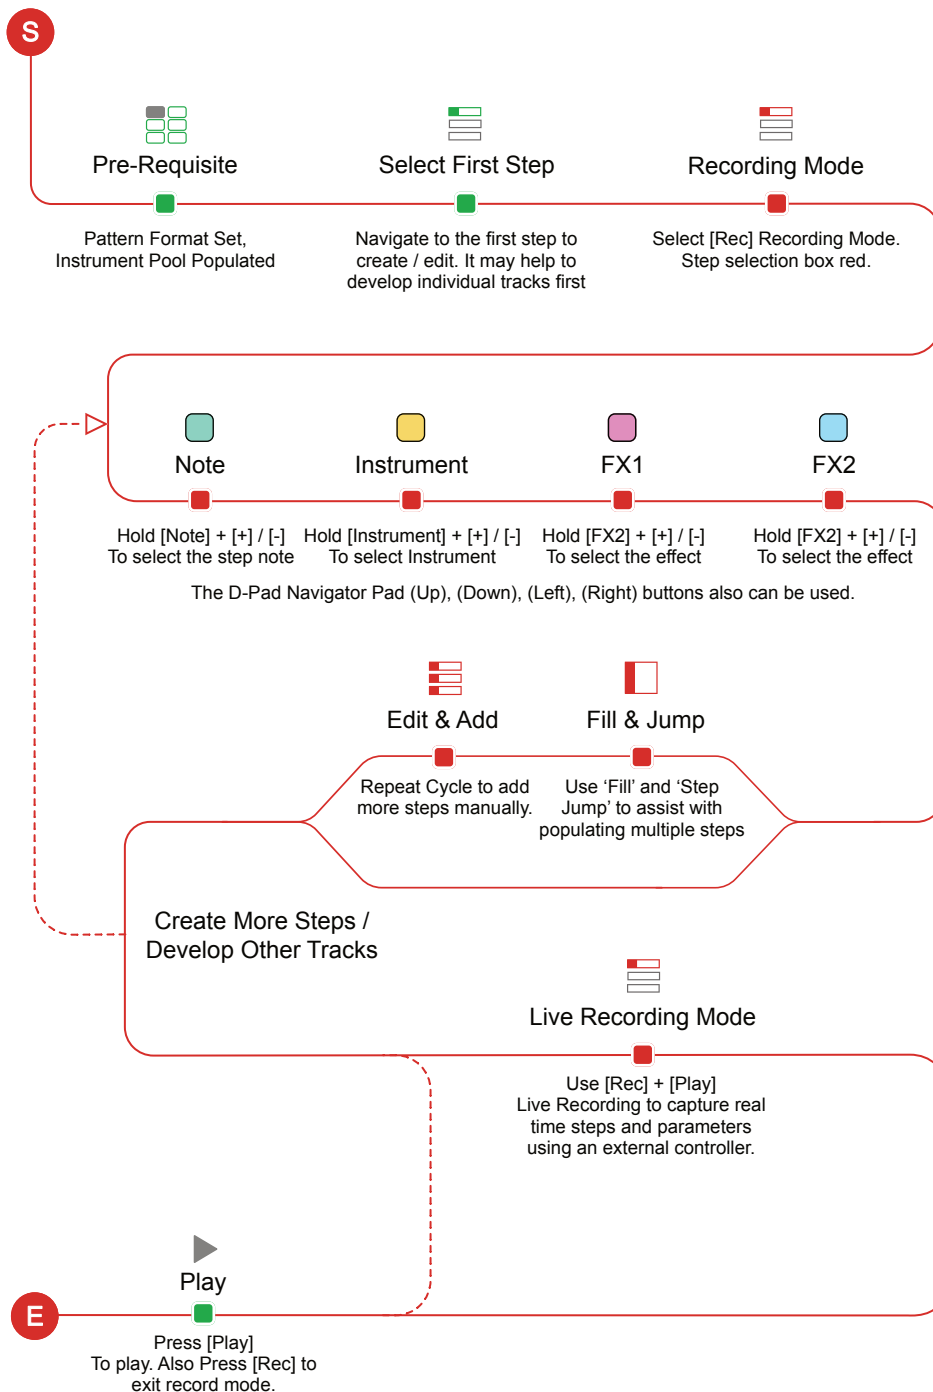 S
Pre-Requisite
Select First Step
Recording Mode
Pattern Format Set,
Instrument Pool Populated
Navigate to the first step to
create / edit. It may help to
develop individual tracks first
Select [Rec] Recording Mode.
Step selection box red.
Note
Instrument
FX1
FX2
Hold [Note] + [+] / [-]
To select the step note
Hold [Instrument] + [+] / [-]
To select Instrument
Hold [FX2] + [+] / [-]
To select the effect
Hold [FX2] + [+] / [-]
To select the effect
The D-Pad Navigator Pad (Up), (Down), (Left), (Right) buttons also can be used.
Edit & Add
Fill & Jump
Repeat Cycle to add
more steps manually.
Use ‘Fill’ and ‘Step
Jump’ to assist with
populating multiple steps
Create More Steps /
Develop Other Tracks
Live Recording Mode
Use [Rec] + [Play]
Live Recording to capture real
time steps and parameters
using an external controller.
Play
E
Press [Play]
To play. Also Press [Rec] to
exit record mode.